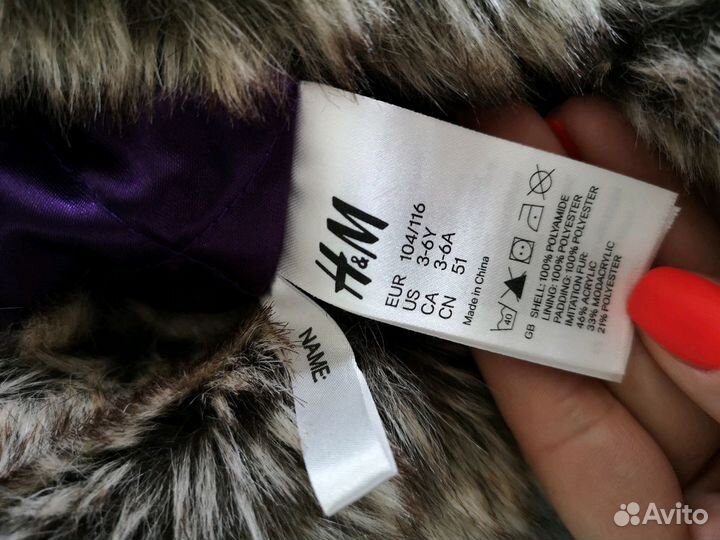 H&M
EUR 104/116
US 3-6Y
CA 3-6A
CN 51
Made in China
40
GB SHELL: 100% POLYAMIDE
LINING: 100% POLYESTER
PADDING: 100% POLYESTER
IMITATION FUR:
46% ACRYLIC
33% MODACRYLIC
21% POLYESTER
NAME:
Avito